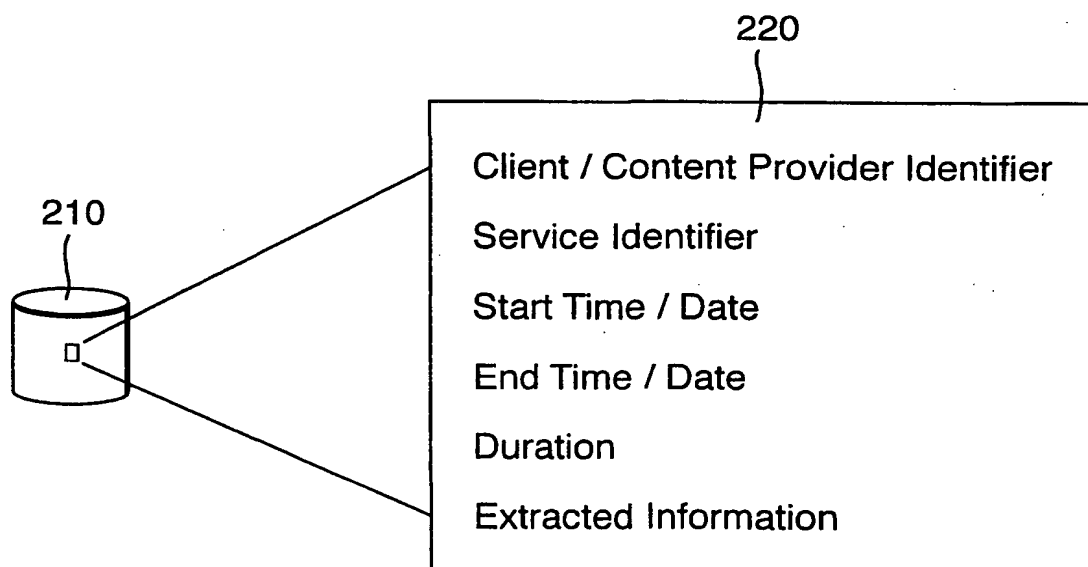 220
Client / Content Provider Identifier
210
Service Identifier
Start Time / Date
End Time / Date
Duration
Extracted Information